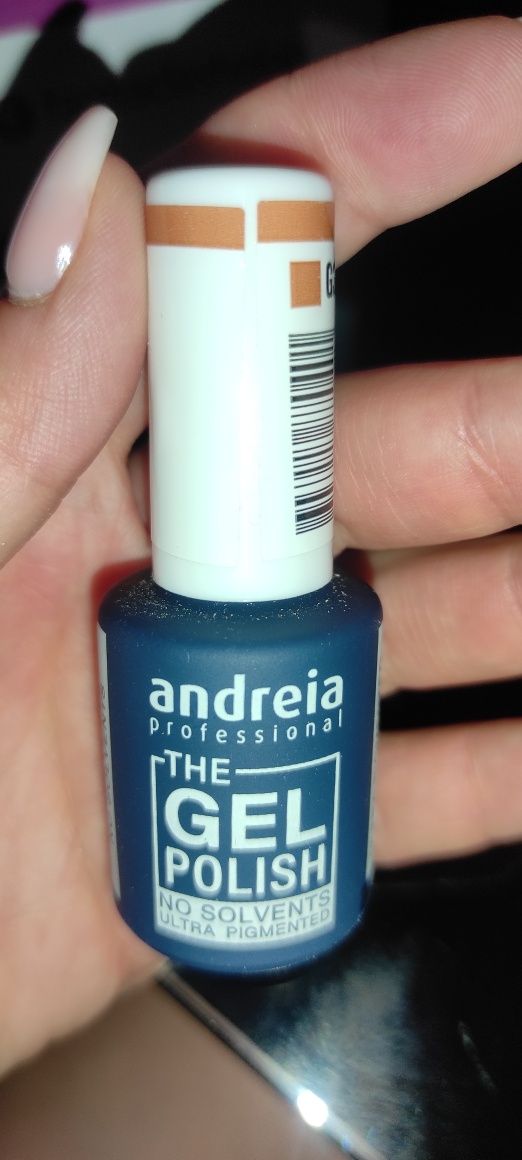 andreia
professional
THE
GEL
POLISH
NO SOLVENTS
ULTRA PIGMENTED